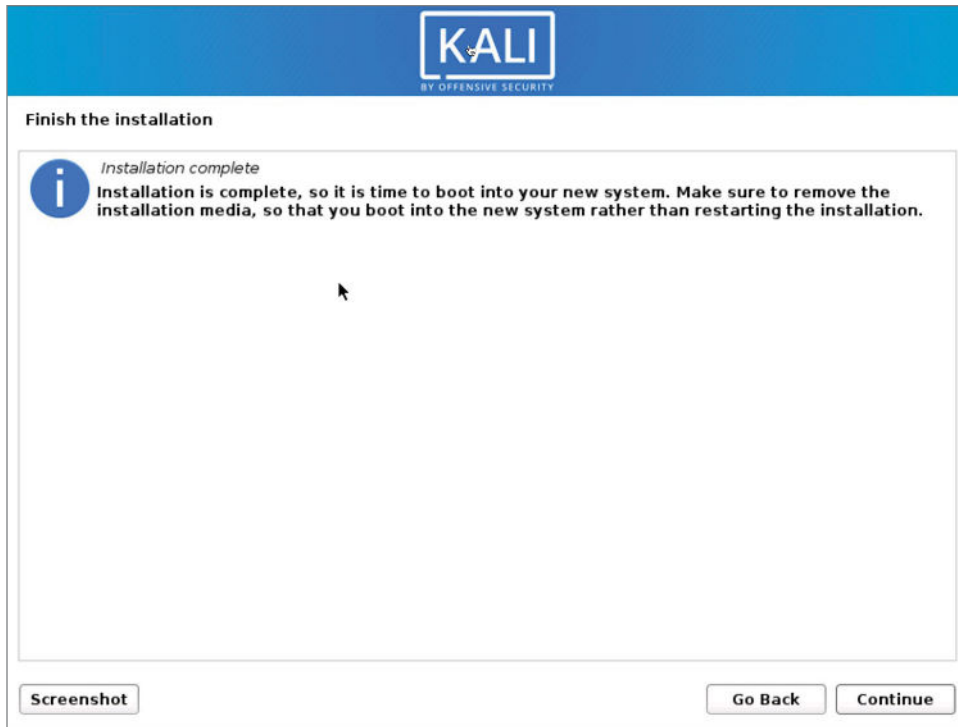 KALI
BY OFFENSIVE SECURITY
Finish the installation
Installation complete
Installation is complete, so it is time to boot into your new system. Make sure to remove the
installation media, so that you boot into the new system rather than restarting the installation.
Screenshot
Go Back
Continue